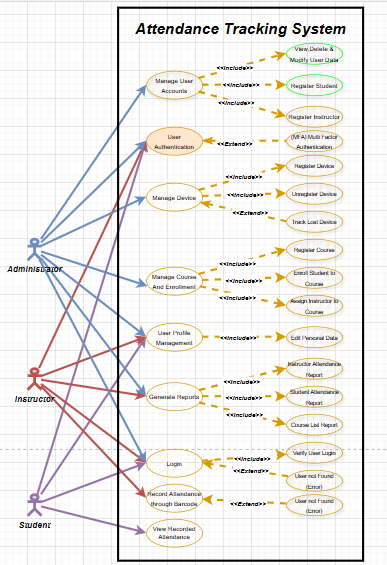 Attendance Tracking System
View,Delete &
Modify User Data
<<Include>>
Manage User
Accounts
<<Include>>
Register Student
<<Include>>
Register Instructor
User
Authentication
<<Extend>>
(MFA) Multi Factor
Authentication
<<Include>>
Register Device
Manage Device
<<Include>>
Unregister Device
<<Extend>>
Track Lost Device
<<Include>>
Register Course
Administrator
Manage Course
And Enrollment
<<Include>>
Enroll Student to
Course
<<Include>>
Assign Instructor to
Course
User Profile
Management
<<Include>>
Edit Personal Data
<<Include>>
Instructor Attendance
Report
Instructor
Generate Reports
<<Include>>
Student Attendance
Report
<<Include>>
Course List Report
<<Include>>
Verify User Login
Login
<<Extend>>
User not Found
(Error)
Record Attendance
through Barcode
<<Extend>>
User not Found
(Error)
Student
View Recorded
Attendance